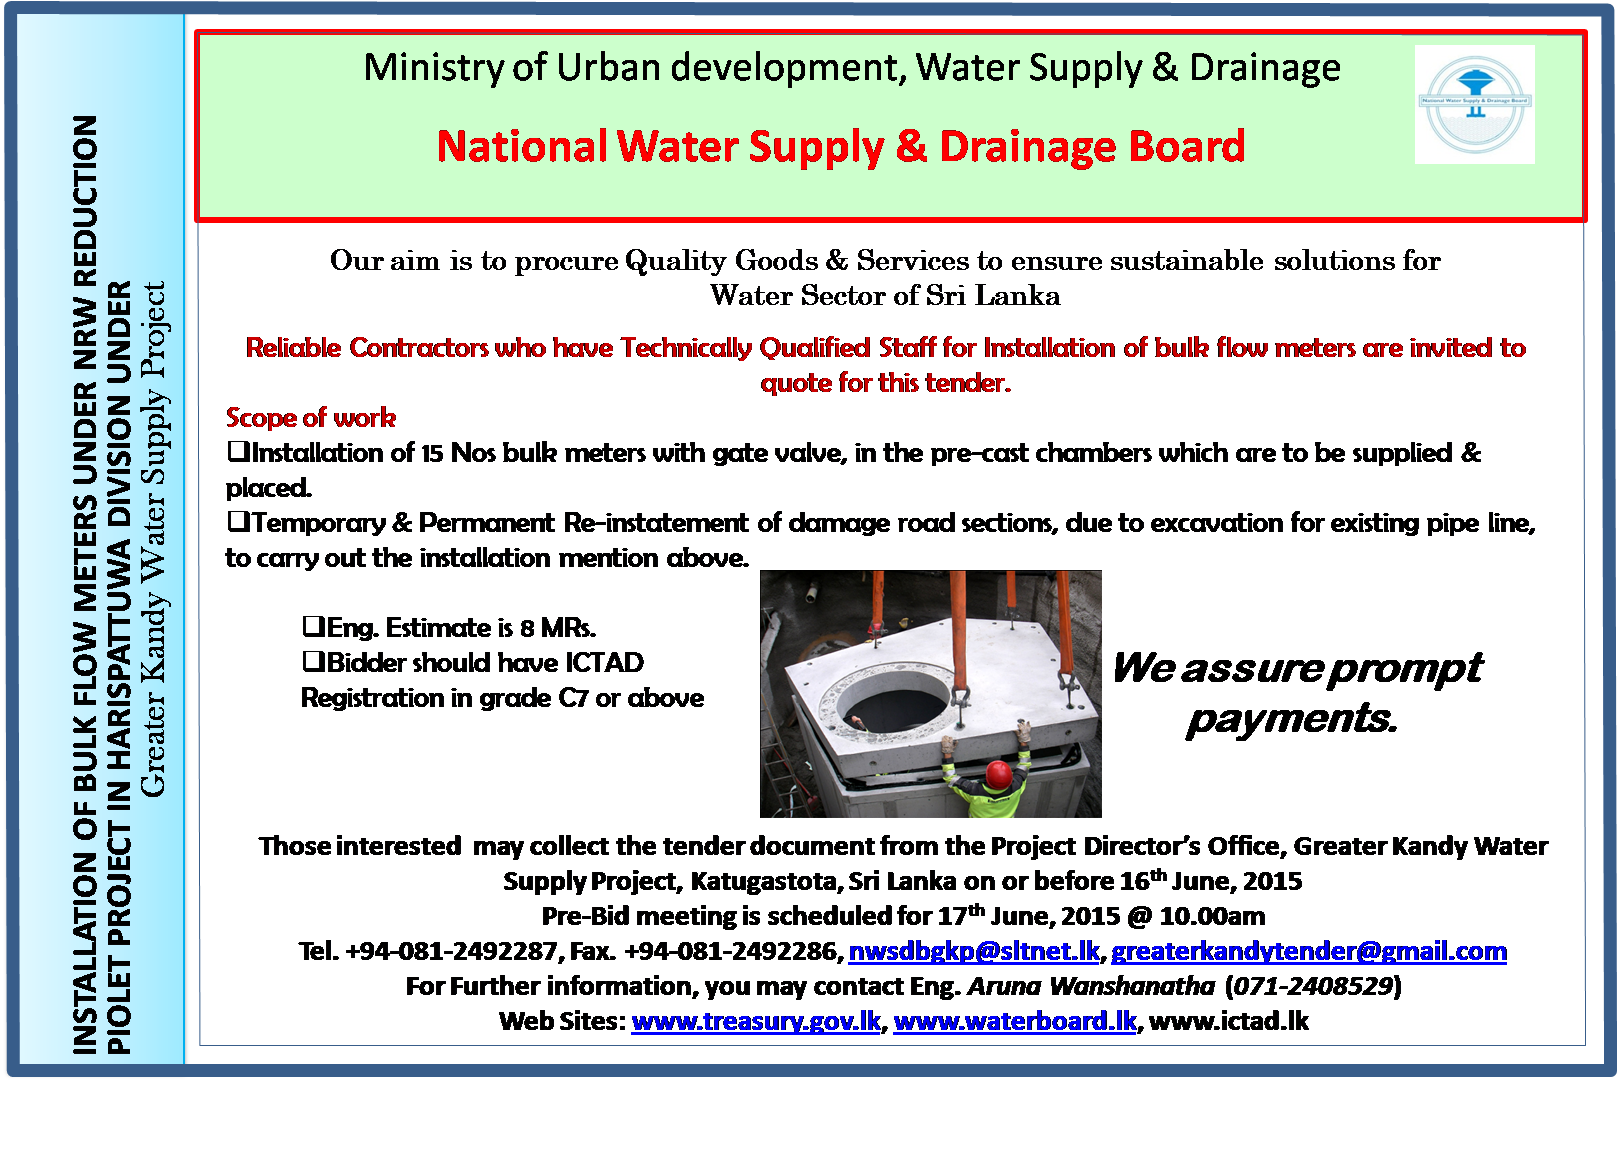 Ministry of Urban development, Water Supply & Drainage
National Water Supply & Drainage Board
National Water Supply & Drainage Board
INSTALLATION OF BULK FLOW METERS UNDER NRW REDUCTION
PIOLET PROJECT IN HARISPATTUWA DIVISION UNDER
Greater Kandy Water Supply Project
Our aim is to procure Quality Goods & Services to ensure sustainable solutions for
Water Sector of Sri Lanka
Reliable Contractors who have Technically Qualified Staff for Installation of bulk flow meters are invited to
quote for this tender.
Scope of work
❑Installation of 15 Nos bulk meters with gate valve, in the pre-cast chambers which are to be supplied &
placed.
❑Temporary & Permanent Re-instatement of damage road sections, due to excavation for existing pipe line,
to carry out the installation mention above.
❑Eng. Estimate is 8 MRs.
❑Bidder should have ICTAD
Registration in grade C7 or above
We assure prompt
payments.
Those interested may collect the tender document from the Project Director's Office, Greater Kandy Water
Supply Project, Katugastota, Sri Lanka on or before 16th June, 2015
Pre-Bid meeting is scheduled for 17th June, 2015 @ 10.00am
Tel. +94-081-2492287, Fax. +94-081-2492286, nwsdbgkp@sltnet.lk, greaterkandytender@gmail.com
For Further information, you may contact Eng. Aruna Wanshanatha (071-2408529)
Web Sites: www.treasury.gov.lk, www.waterboard.lk, www.ictad.lk